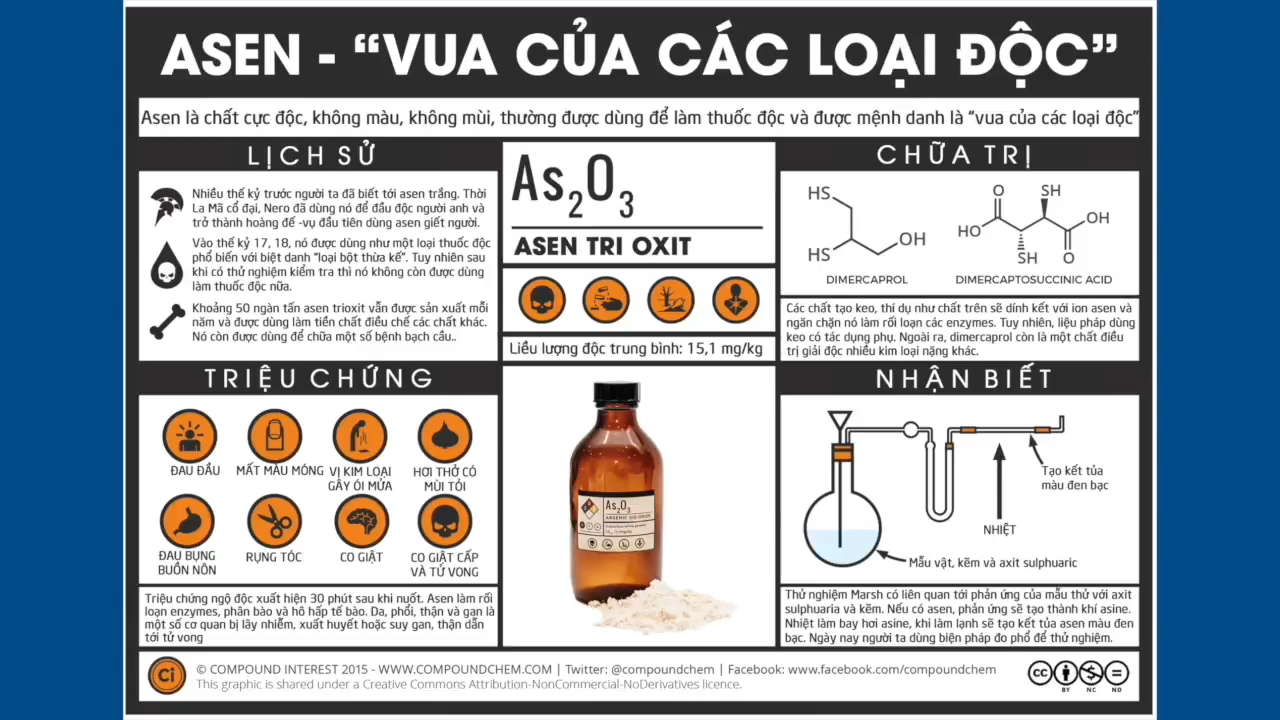 ASEN - “VUA CỦA CÁC LOẠI ĐỘC”
Asen là chất cực độc, không màu, không mùi, thường được dùng để làm thuốc độc và được mệnh danh là “vua của các loại độc”
LỊCH SỬ
Nhiều thế kỷ trước người ta đã biết tới asen trắng. Thời
La Mã cổ đại, Nero đã dùng nó để đầu độc người anh và
trở thành hoàng đế -vụ đầu tiên dùng asen giết người.
Vào thế kỷ 17, 18, nó được dùng như một loại thuốc độc
phổ biến với biệt danh “loại bột thừa kế”. Tuy nhiên sau
khi có thử nghiệm kiểm tra thì nó không còn được dùng
làm thuốc độc nữa.
Khoảng 50 ngàn tấn asen trioxit vẫn được sản xuất mỗi
năm và được dùng làm tiền chất điều chế các chất khác.
Nó còn được dùng để chữa một số bệnh bạch cầu..
As₂O₃
ASEN TRI OXIT
Liều lượng độc trung bình: 15,1 mg/kg
CHỮA TRỊ
HS
HS
OH
DIMERCAPROL
O
SH
HO
OH
SH
O
DIMERCAPTOSUCCINIC ACID
Các chất tạo keo, thí dụ như chất trên sẽ dính kết với ion asen và
ngăn chặn nó làm rối loạn các enzymes. Tuy nhiên, liệu pháp dùng
keo có tác dụng phụ. Ngoài ra, dimercaprol còn là một chất điều
trị giải độc nhiều kim loại nặng khác.
TRIỆU CHỨNG
ĐAU ĐẦU
MẤT MÀU MÓNG
VỊ KIM LOẠI
GÂY ÓI MỬA
HƠI THỞ CÓ
MÙI TỎI
ĐAU BỤNG
BUỒN NÔN
RỤNG TÓC
CO GIẬT
CO GIẬT CẤP
VÀ TỬ VONG
Triệu chứng ngộ độc xuất hiện 30 phút sau khi nuốt. Asen làm rối
loạn enzymes, phân bào và hô hấp tế bào. Da, phổi, thận và gan là
một số cơ quan bị lây nhiễm, xuất huyết hoặc suy gan, thận dẫn
tới tử vong
As₂O₃
NHẬN BIẾT
Tạo kết tủa
màu đen bạc
NHIỆT
Mẫu vật, kẽm và axit sulphuaric
Thử nghiệm Marsh có liên quan tới phản ứng của mẫu thử với axit
sulphuaria và kẽm. Nếu có asen, phản ứng sẽ tạo thành khí asine.
Nhiệt làm bay hơi asine, khi làm lạnh sẽ tạo kết tủa asen màu đen
bạc. Ngày nay người ta dùng biện pháp đo phổ để thử nghiệm.
Ci
© COMPOUND INTEREST 2015 - WWW.COMPOUNDCHEM.COM | Twitter: @compoundchem | Facebook: www.facebook.com/compoundchem
This graphic is shared under a Creative Commons Attribution-NonCommercial-NoDerivatives licence.
CC
BY NC ND